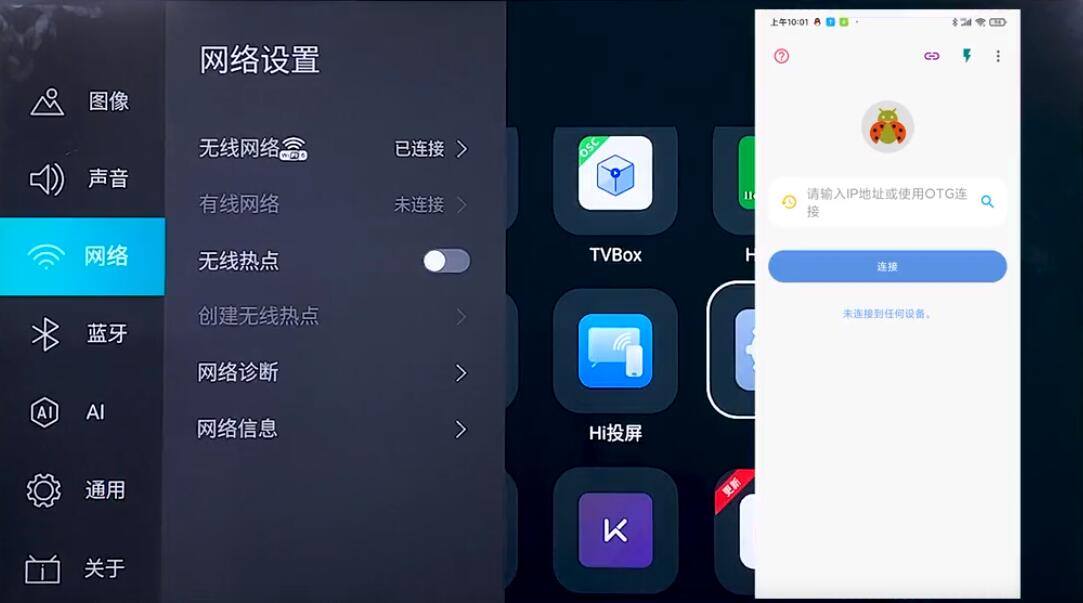 图像
声音
网络
蓝牙
AI
AI
通用
关于
网络设置
无线网络
已连接
有线网络
未连接
无线热点
创建无线热点
网络诊断
网络信息
OSC
TVBox
H
Hi投屏
更新
上午10:01
请输入IP地址或使用OTG连
接
连接
未连接到任何设备。